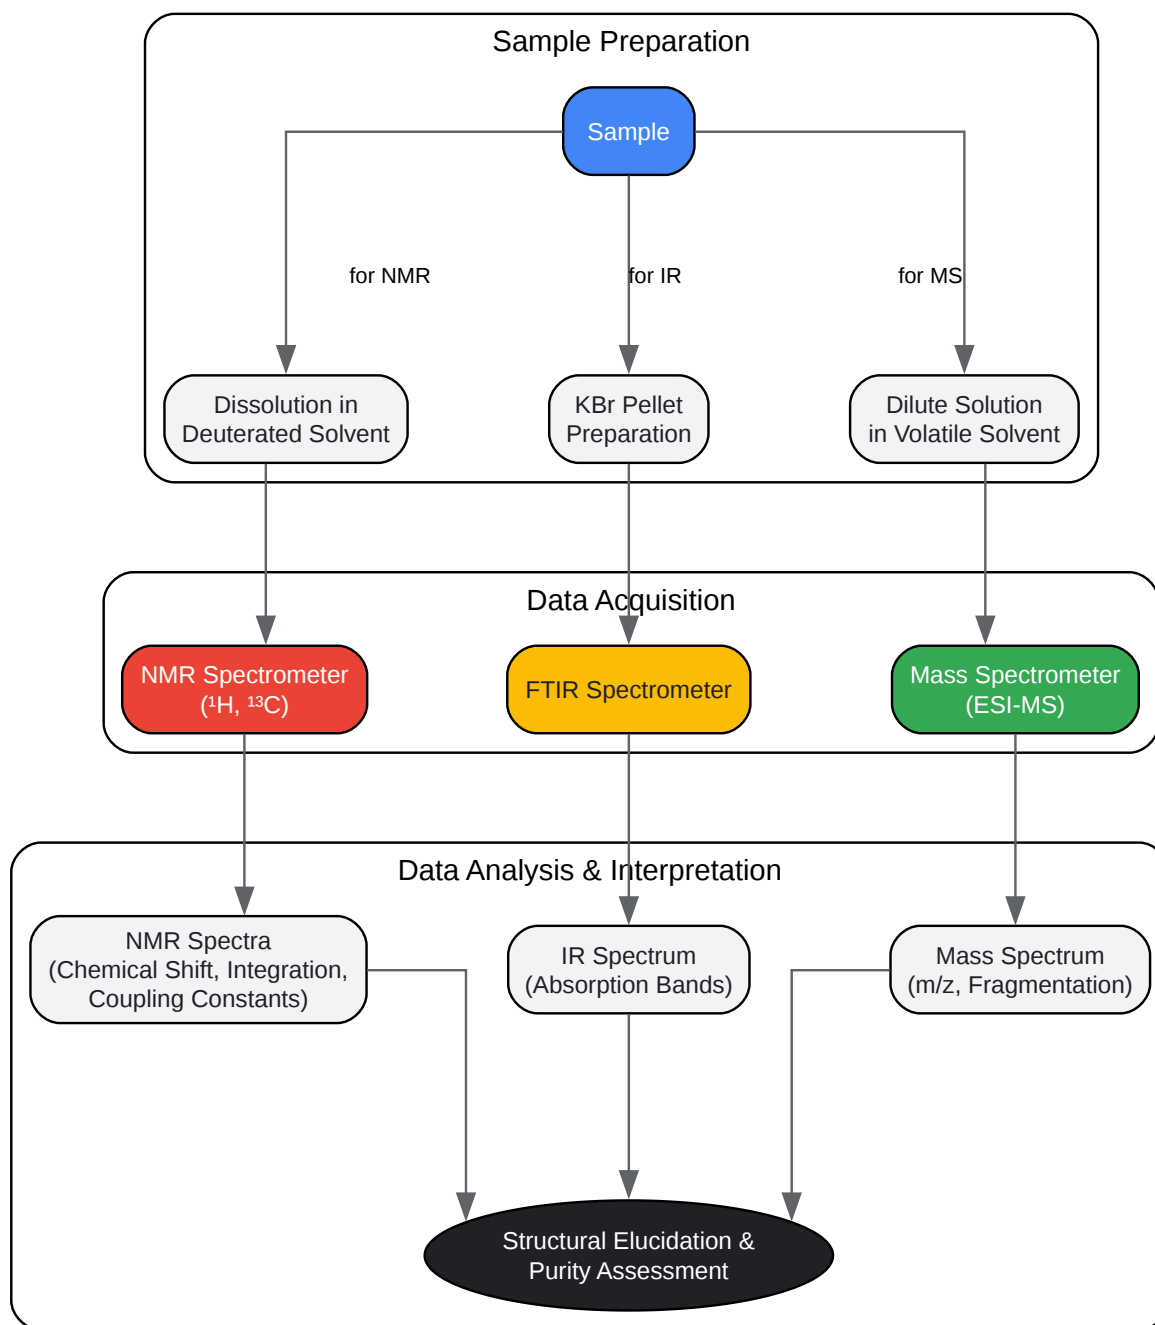 Sample Preparation
Sample
for NMR
for IR
for MS
Dissolution in
Deuterated Solvent
KBr Pellet
Preparation
Dilute Solution
in Volatile Solvent
Data Acquisition
NMR Spectrometer
(¹H, ¹³C)
FTIR Spectrometer
Mass Spectrometer
(ESI-MS)
Data Analysis & Interpretation
NMR Spectra
(Chemical Shift, Integration,
Coupling Constants)
IR Spectrum
(Absorption Bands)
Mass Spectrum
(m/z, Fragmentation)
Structural Elucidation &
Purity Assessment